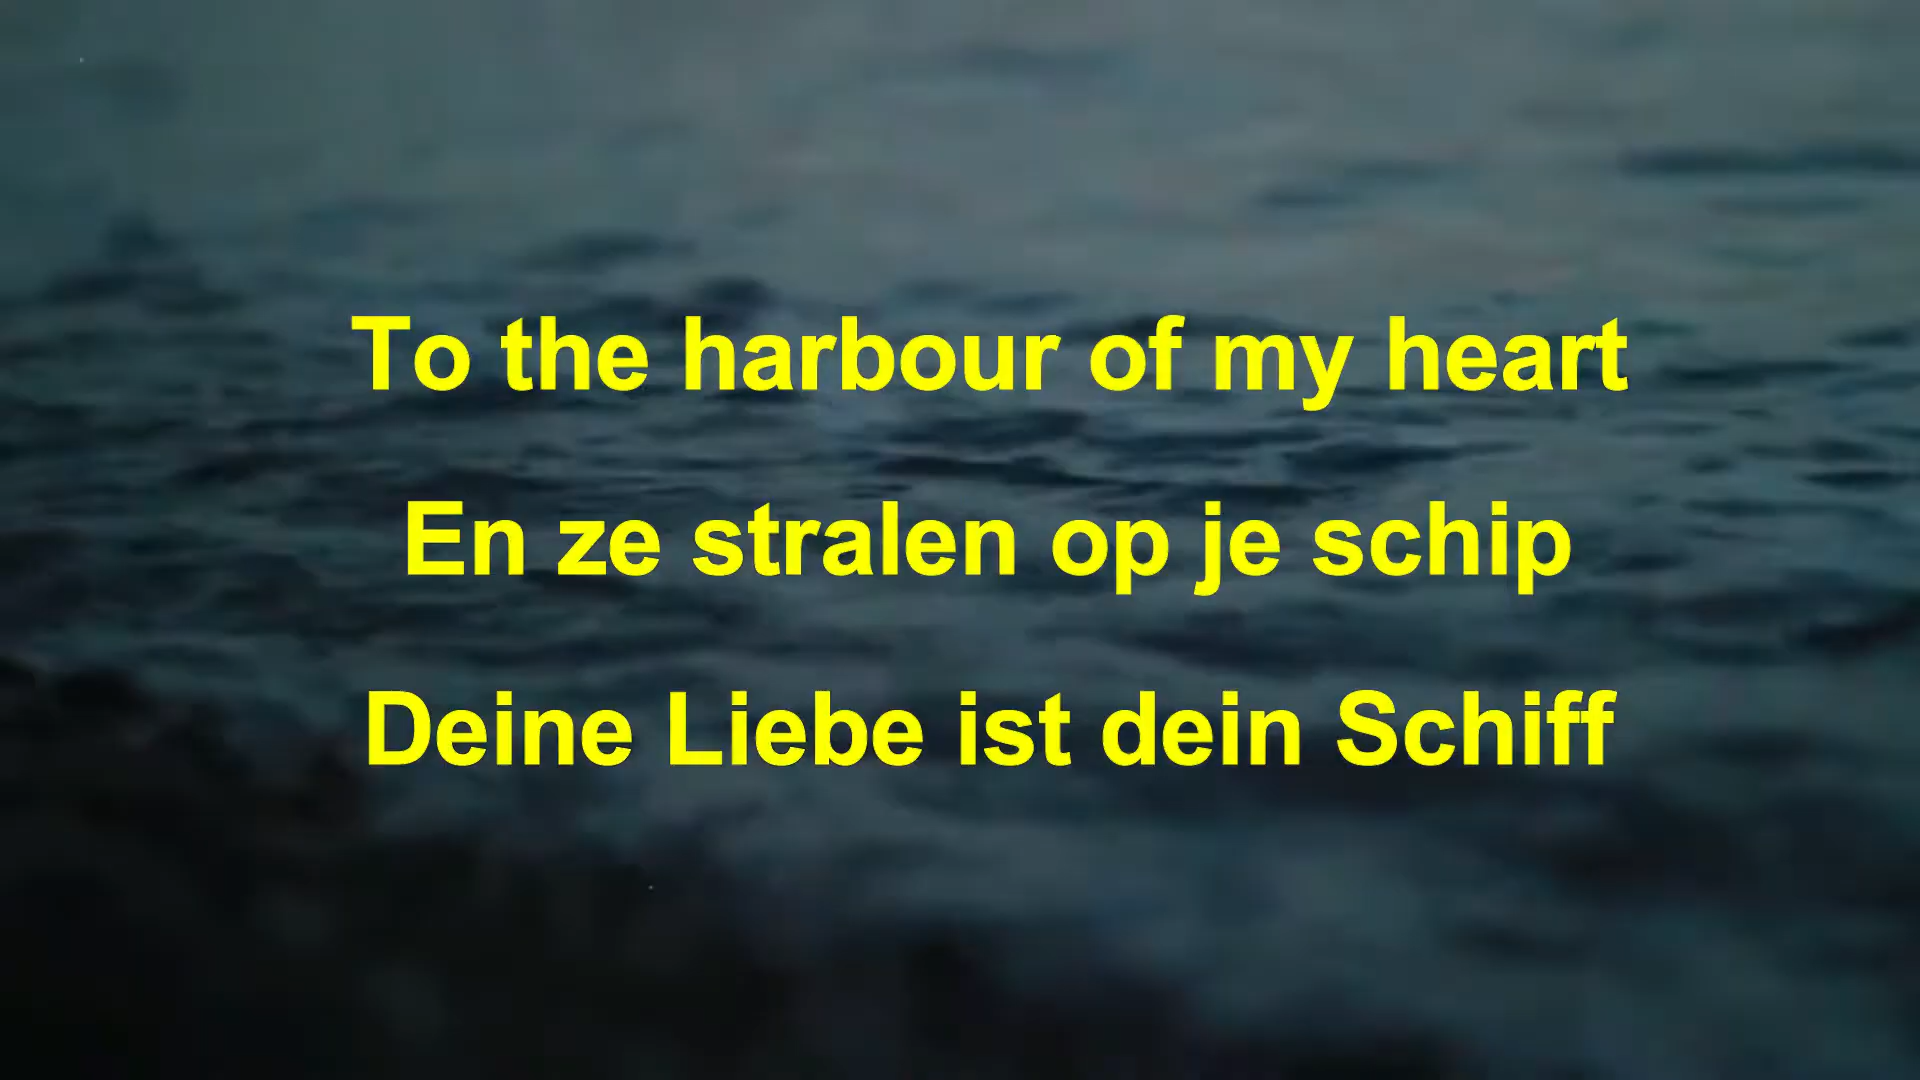 To the harbour of my heart
En ze stralen op je schip
Deine Liebe ist dein Schiff